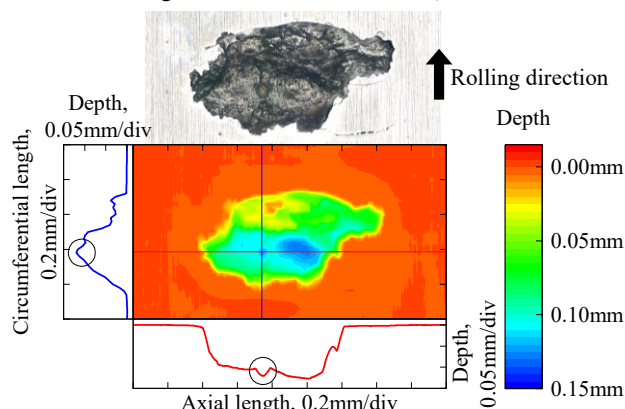 Rolling direction
Depth,
0.05mm/div
Depth
Circumferential length,
0.2mm/div
0.00mm
0.05mm
0.10mm
0.15mm
Depth,
0.05mm/div
Axial length, 0.2mm/div